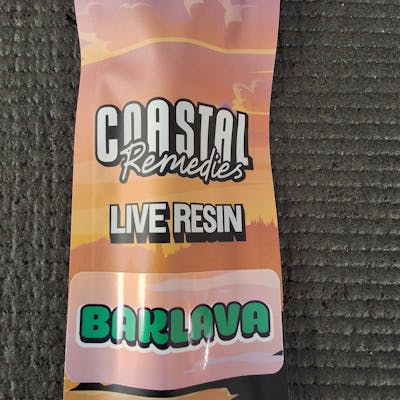 COASTAL
Remedies
LIVE RESIN
BAKLAVA